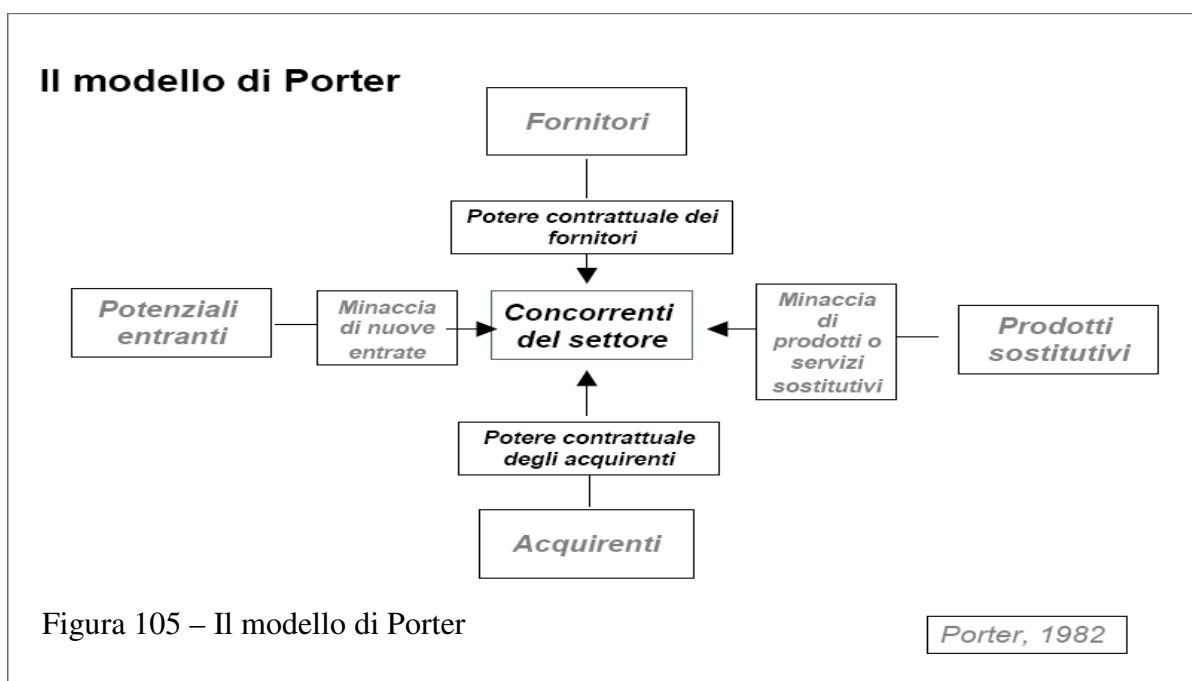 Il modello di Porter
Fornitori
Potere contrattuale dei
fornitori
Potenziali
entranti
Minaccia
di nuove
entrate
Concorrenti
del settore
Minaccia
di
prodotti o
servizi
sostitutivi
Prodotti
sostitutivi
Potere contrattuale
degli acquirenti
Acquirenti
Figura 105 – Il modello di Porter
Porter, 1982